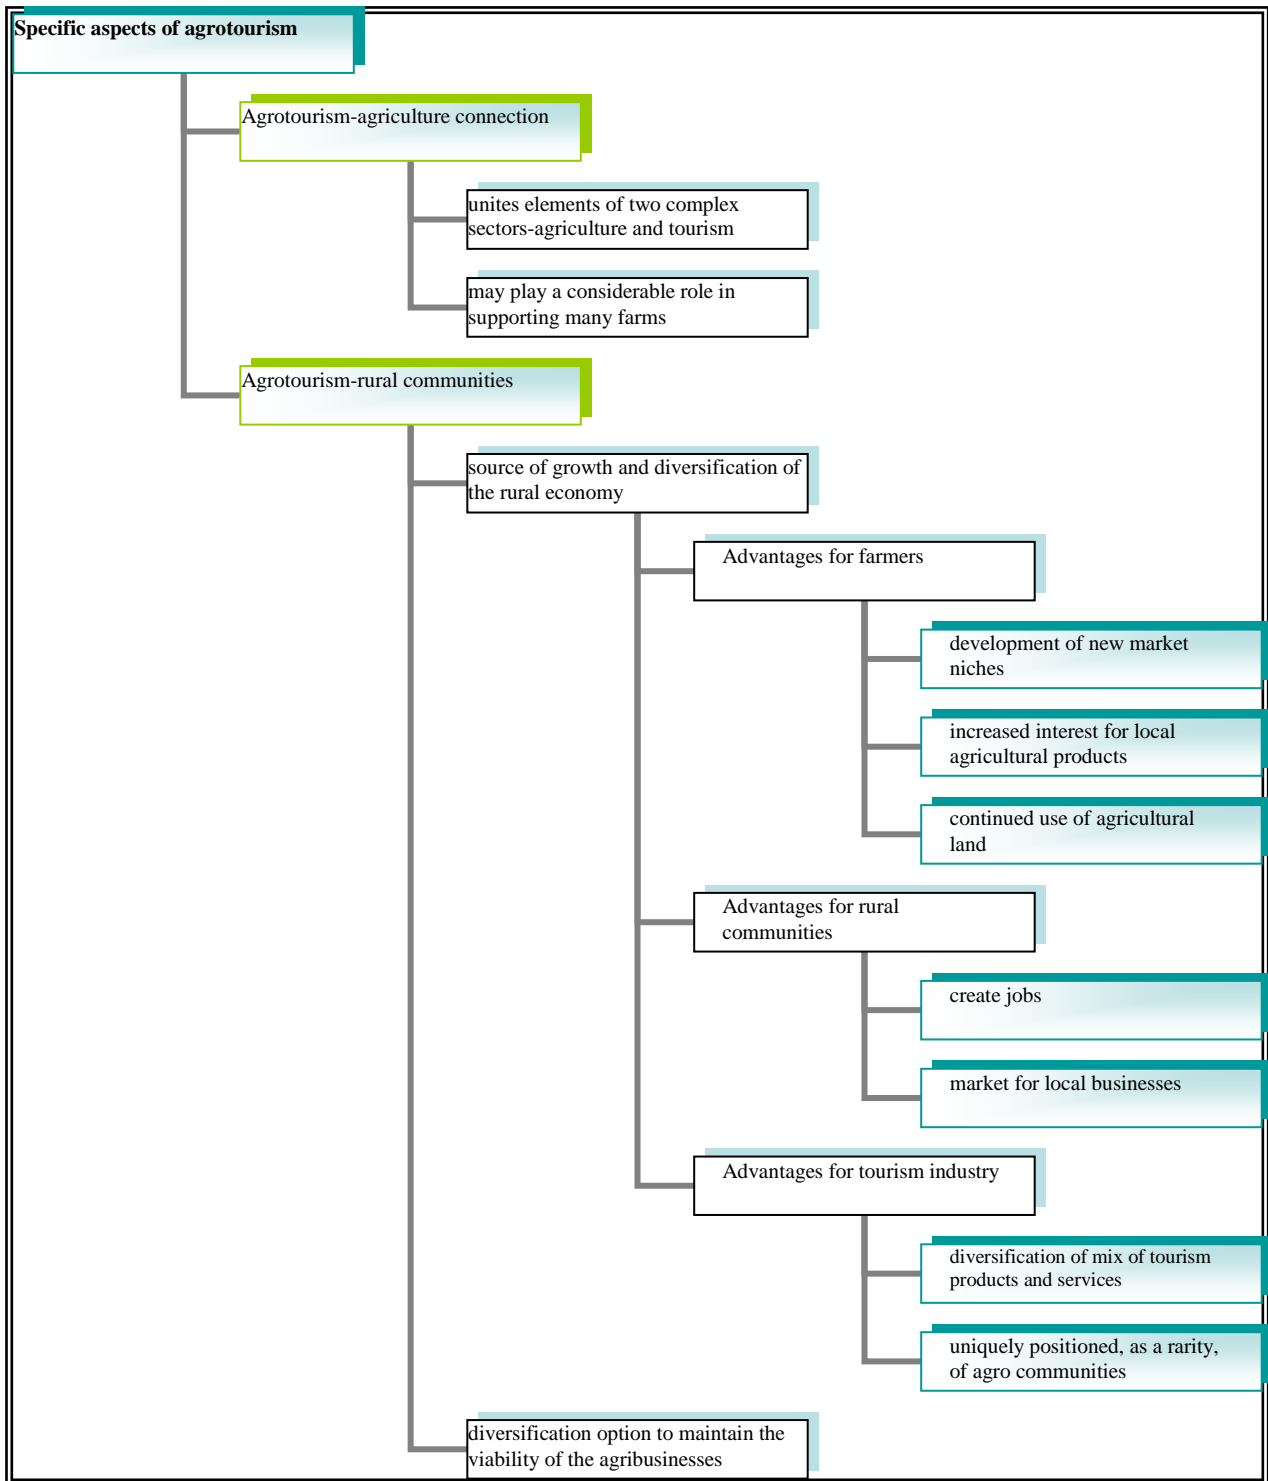 Specific aspects of agrotourism
Agrotourism-agriculture connection
unites elements of two complex
sectors-agriculture and tourism
may play a considerable role in
supporting many farms
Agrotourism-rural communities
source of growth and diversification of
the rural economy
Advantages for farmers
development of new market
niches
increased interest for local
agricultural products
continued use of agricultural
land
Advantages for rural
communities
create jobs
market for local businesses
Advantages for tourism industry
diversification of mix of tourism
products and services
uniquely positioned, as a rarity,
of agro communities
diversification option to maintain the
viability of the agribusinesses